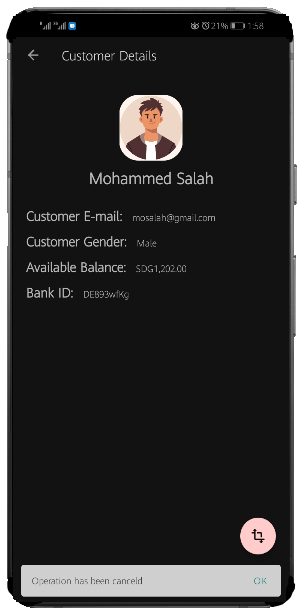 21% 1:58
Customer Details
Mohammed Salah
Customer E-mail: mosalah@gmail.com
Customer Gender: Male
Available Balance: SDG1,202.00
Bank ID: DE893wfKg
Operation has been canceld OK